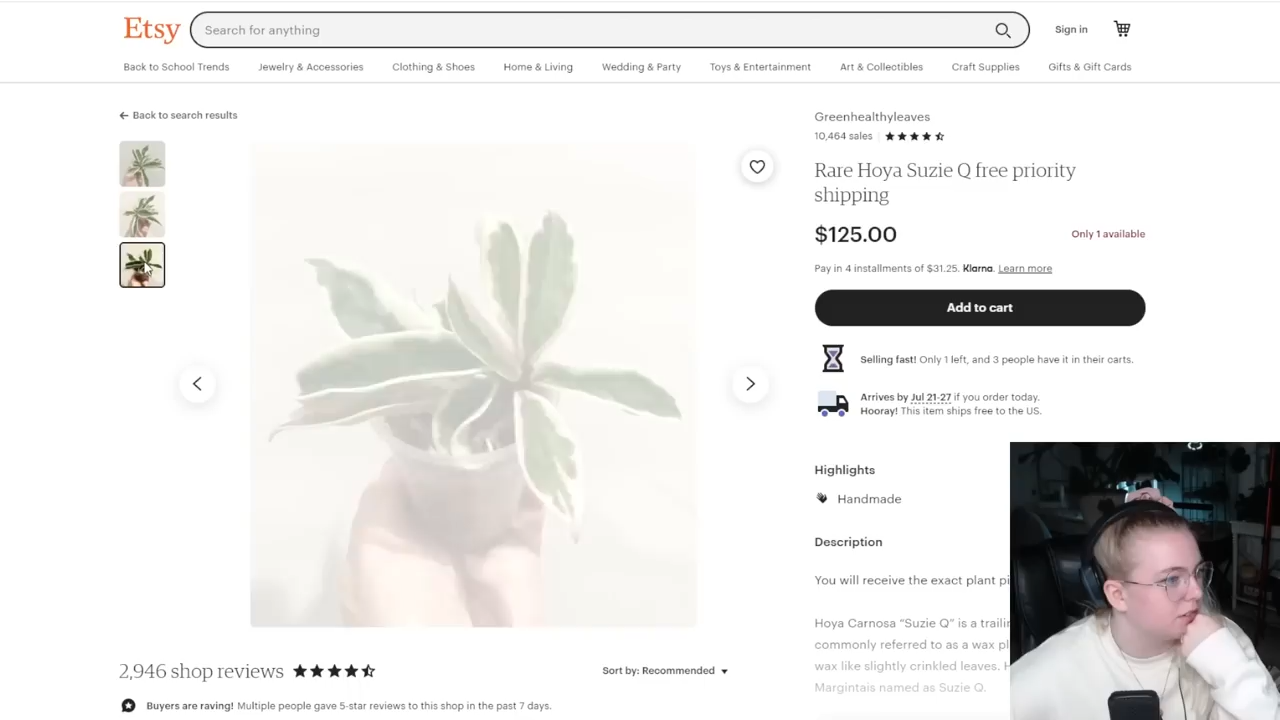 Etsy
Search for anything
Sign in
Back to School Trends
Jewelry & Accessories
Clothing & Shoes
Home & Living
Wedding & Party
Toys & Entertainment
Art & Collectibles
Craft Supplies
Gifts & Gift Cards
Back to search results
Greenhealthyleaves
10,464 sales
Rare Hoya Suzie Q free priority
shipping
$125.00
Only 1 available
Pay in 4 installments of $31.25. Klarna. Learn more
Add to cart
Selling fast! Only 1 left, and 3 people have it in their carts.
Arrives by Jul 21-27 if you order today.
Hooray! This item ships free to the US.
Highlights
Handmade
Description
You will receive the exact plant pi
Hoya Carnosa “Suzie Q” is a trailin
commonly referred to as a wax pl
wax like slightly crinkled leaves. H
Margintais named as Suzie Q.
2,946 shop reviews
Sort by: Recommended
Buyers are raving! Multiple people gave 5-star reviews to this shop in the past 7 days.